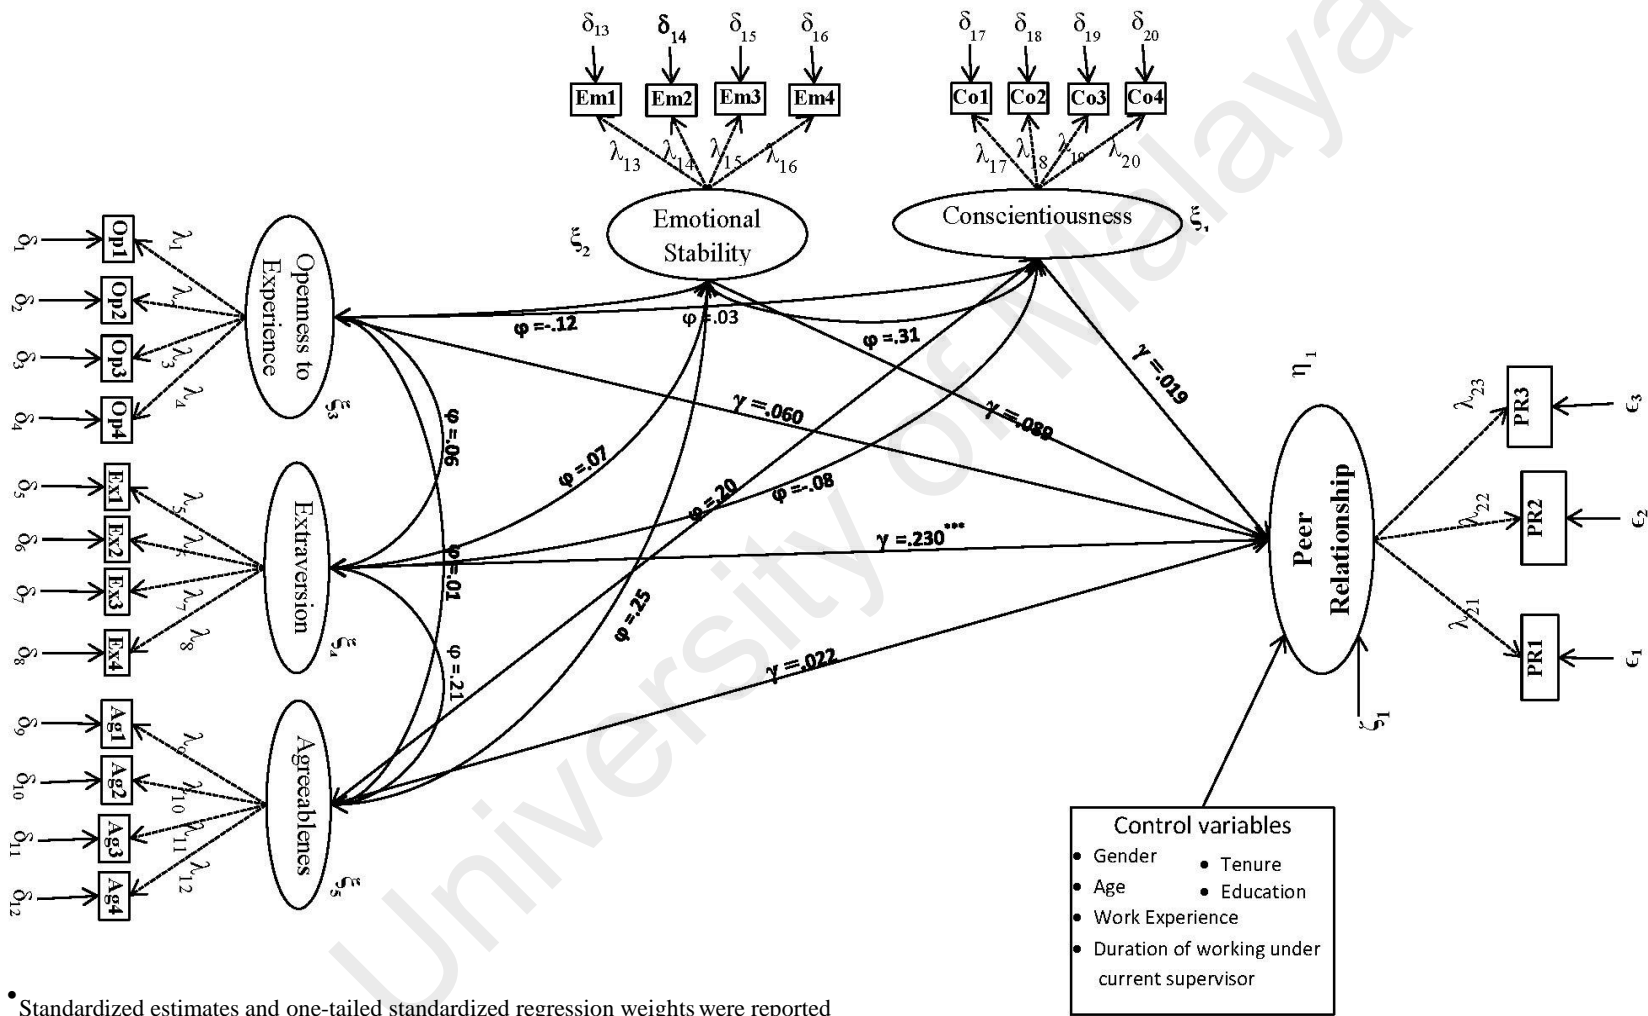 δ13
δ14
δ15
δ16
δ17
δ18
δ19
δ20
Em1
Em2
Em3
Em4
Co1
Co2
Co3
Co4
λ13
λ14
λ15
λ16
λ17
λ18
λ19
λ20
Emotional
Stability
ξ2
Conscientiousness
ξ1
δ1
Op1
λ1
δ2
Op2
δ3
Op3
λ3
δ4
Op4
λ4
Openness to
Experience
ξ3
δ5
Ex1
λ5
δ6
Ex2
δ7
Ex3
λ7
δ8
Ex4
λ8
Extraversion
ξ4
δ9
Ag1
λ9
δ10
Ag2
λ10
δ11
Ag3
λ11
δ12
Ag4
λ12
Agreeablenes
ξ5
φ =-.12
φ =.03
φ =.31
φ =.06
φ =.07
φ =.20
φ =-.08
φ =.01
φ =.25
φ =.21
γ =.019
γ =.060
γ =.089
γ =.230***
γ =.022
η1
Peer
Relationship
ζ1
λ23
λ22
λ21
PR3
PR2
PR1
ϵ3
ϵ2
ϵ1
Control variables
• Gender
• Tenure
• Age
• Education
• Work Experience
• Duration of working under
current supervisor
• Standardized estimates and one-tailed standardized regression weights were reported
University of Malaya